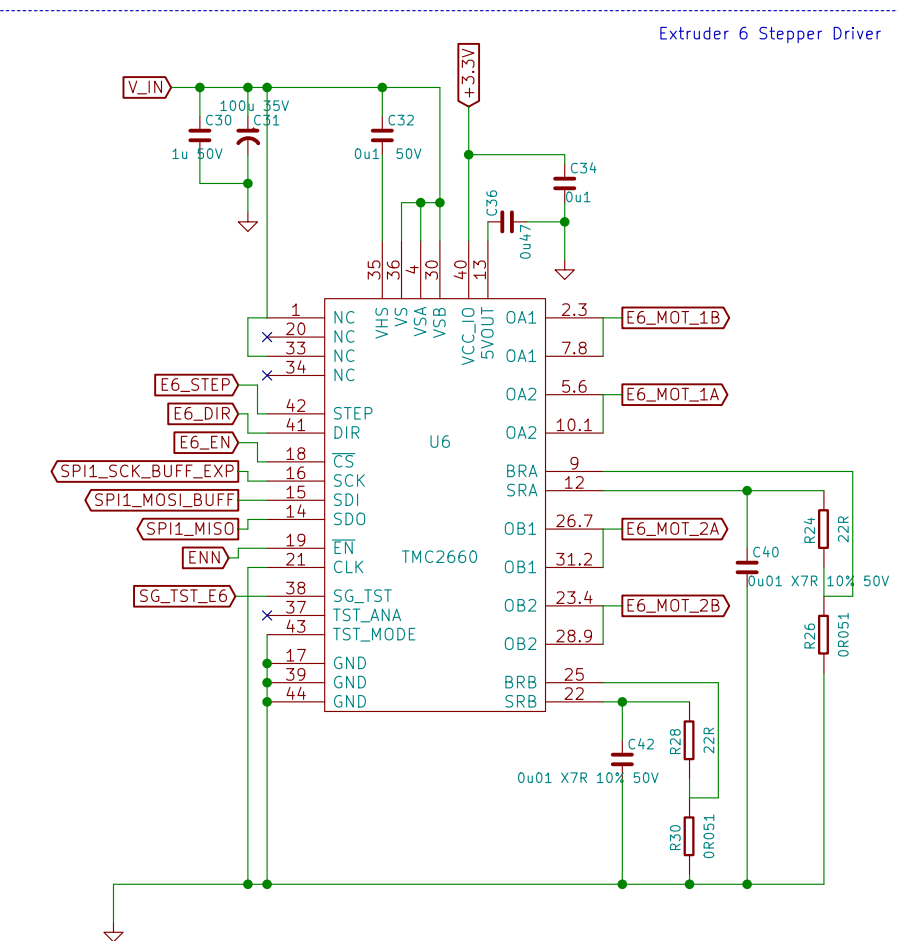 Extruder 6 Stepper Driver
V_IN
+3.3V
100u 35V
C30
C31
C32
1u 50V
0u1 50V
C34
0u1
C36
0u47
35
36
4
30
40
13
VHS
VS
VSA
VSB
VCC_IO
5VOUT
1 NC
20 NC
33 NC
34 NC
E6_STEP 42 STEP
E6_DIR 41 DIR
E6_EN 18 CS
SPI1_SCK_BUFF_EXP 16 SCK
SPI1_MOSI_BUFF 15 SDI
SPI1_MISO 14 SDO
ENN 19 EN
21 CLK
SG_TST_E6 38 SG_TST
37 TST_ANA
43 TST_MODE
17 GND
39 GND
44 GND
U6
TMC2660
OA1 2.3 E6_MOT_1B
OA1 7.8
OA2 5.6 E6_MOT_1A
OA2 10.1
BRA 9
SRA 12
OB1 26.7 E6_MOT_2A
OB1 31.2
OB2 23.4 E6_MOT_2B
OB2 28.9
BRB 25
SRB 22
R24
22R
C40
0u01 X7R 10% 50V
R26
0R051
R28
22R
C42
0u01 X7R 10% 50V
R30
0R051